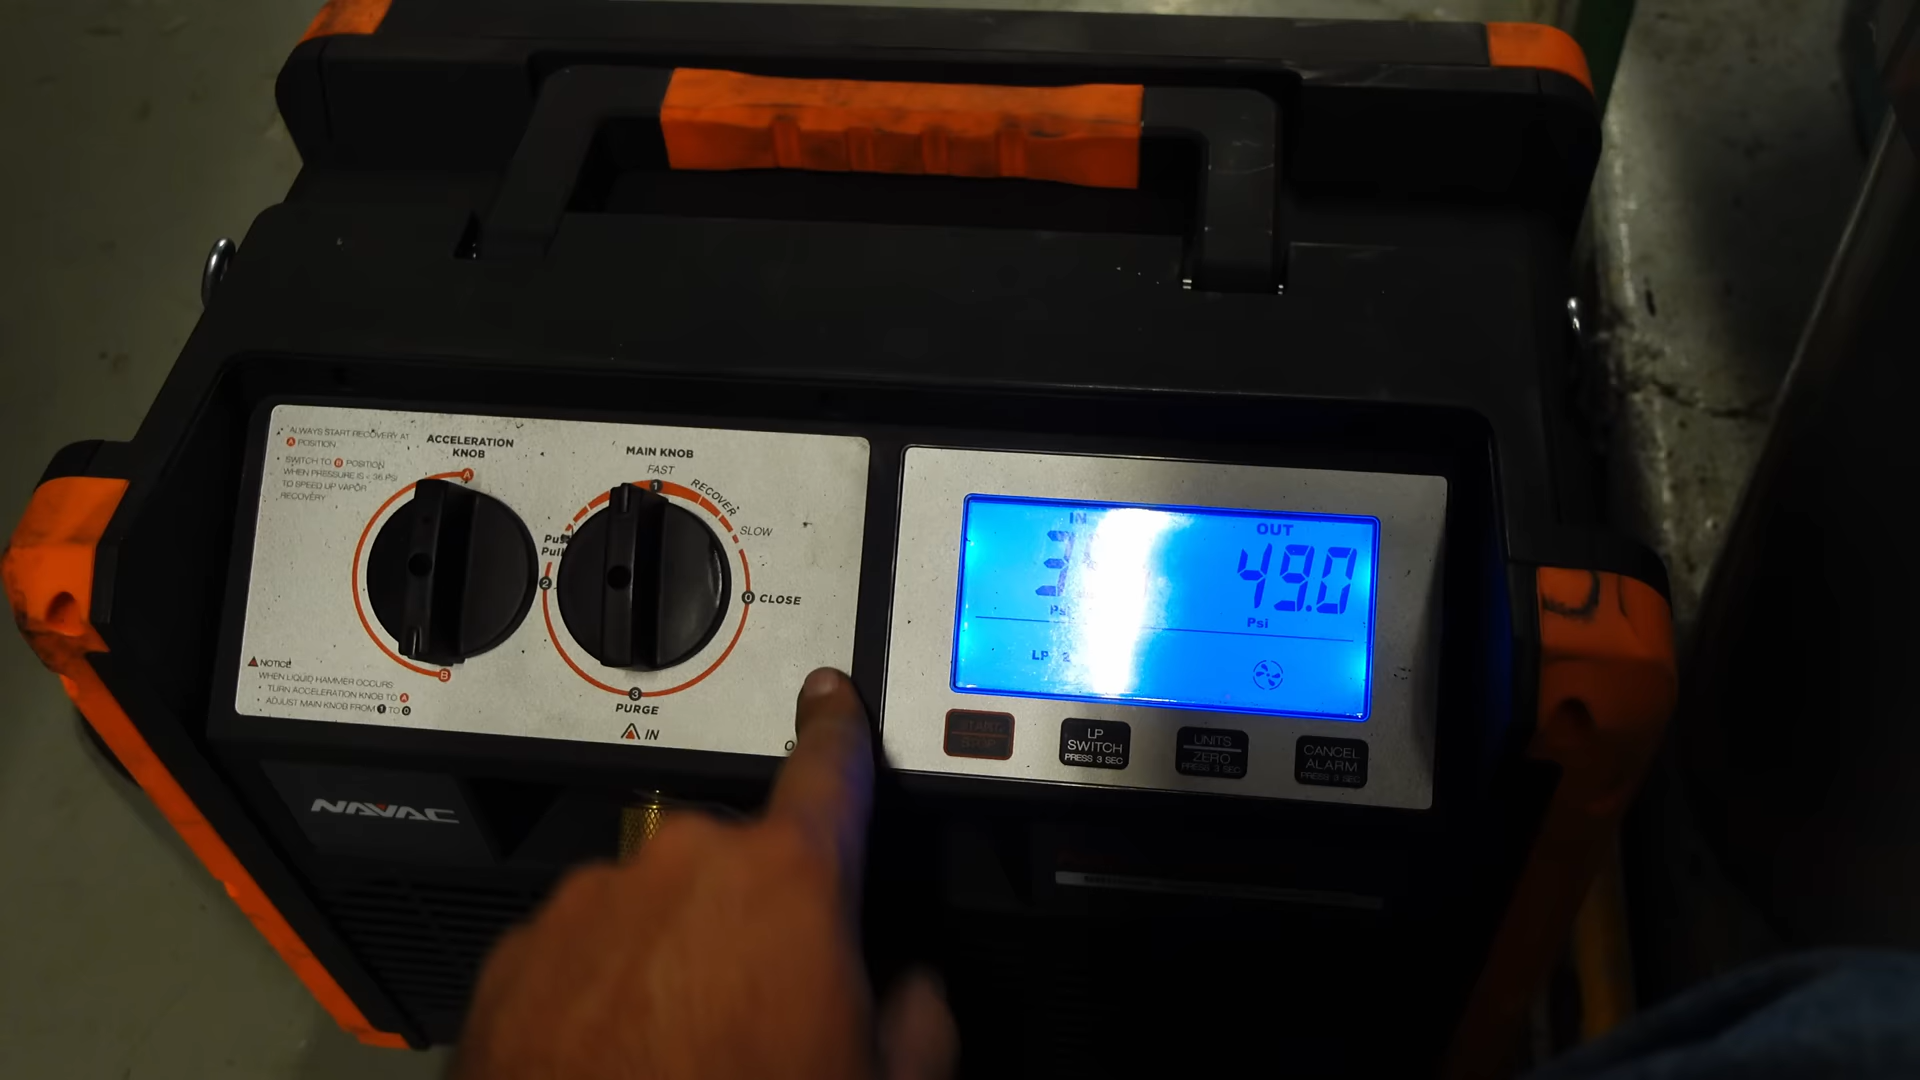 • ALWAYS START RECOVERY AT
A POSITION.
• SWITCH TO B POSITION
WHEN PRESSURE IS < 36 PSI
TO SPEED UP VAPOR
RECOVERY
ACCELERATION
KNOB
A
B
NOTICE
WHEN LIQUID HAMMER OCCURS:
• TURN ACCELERATION KNOB TO A
• ADJUST MAIN KNOB FROM 1 TO 0
MAIN KNOB
FAST
1
RECOVER
SLOW
2
0 CLOSE
3
PURGE
IN
IN
OUT
49.0
Psi
LP
START
STOP
LP
SWITCH
PRESS 3 SEC
UNITS
ZERO
PRESS 3 SEC
CANCEL
ALARM
PRESS 3 SEC
NAVAC